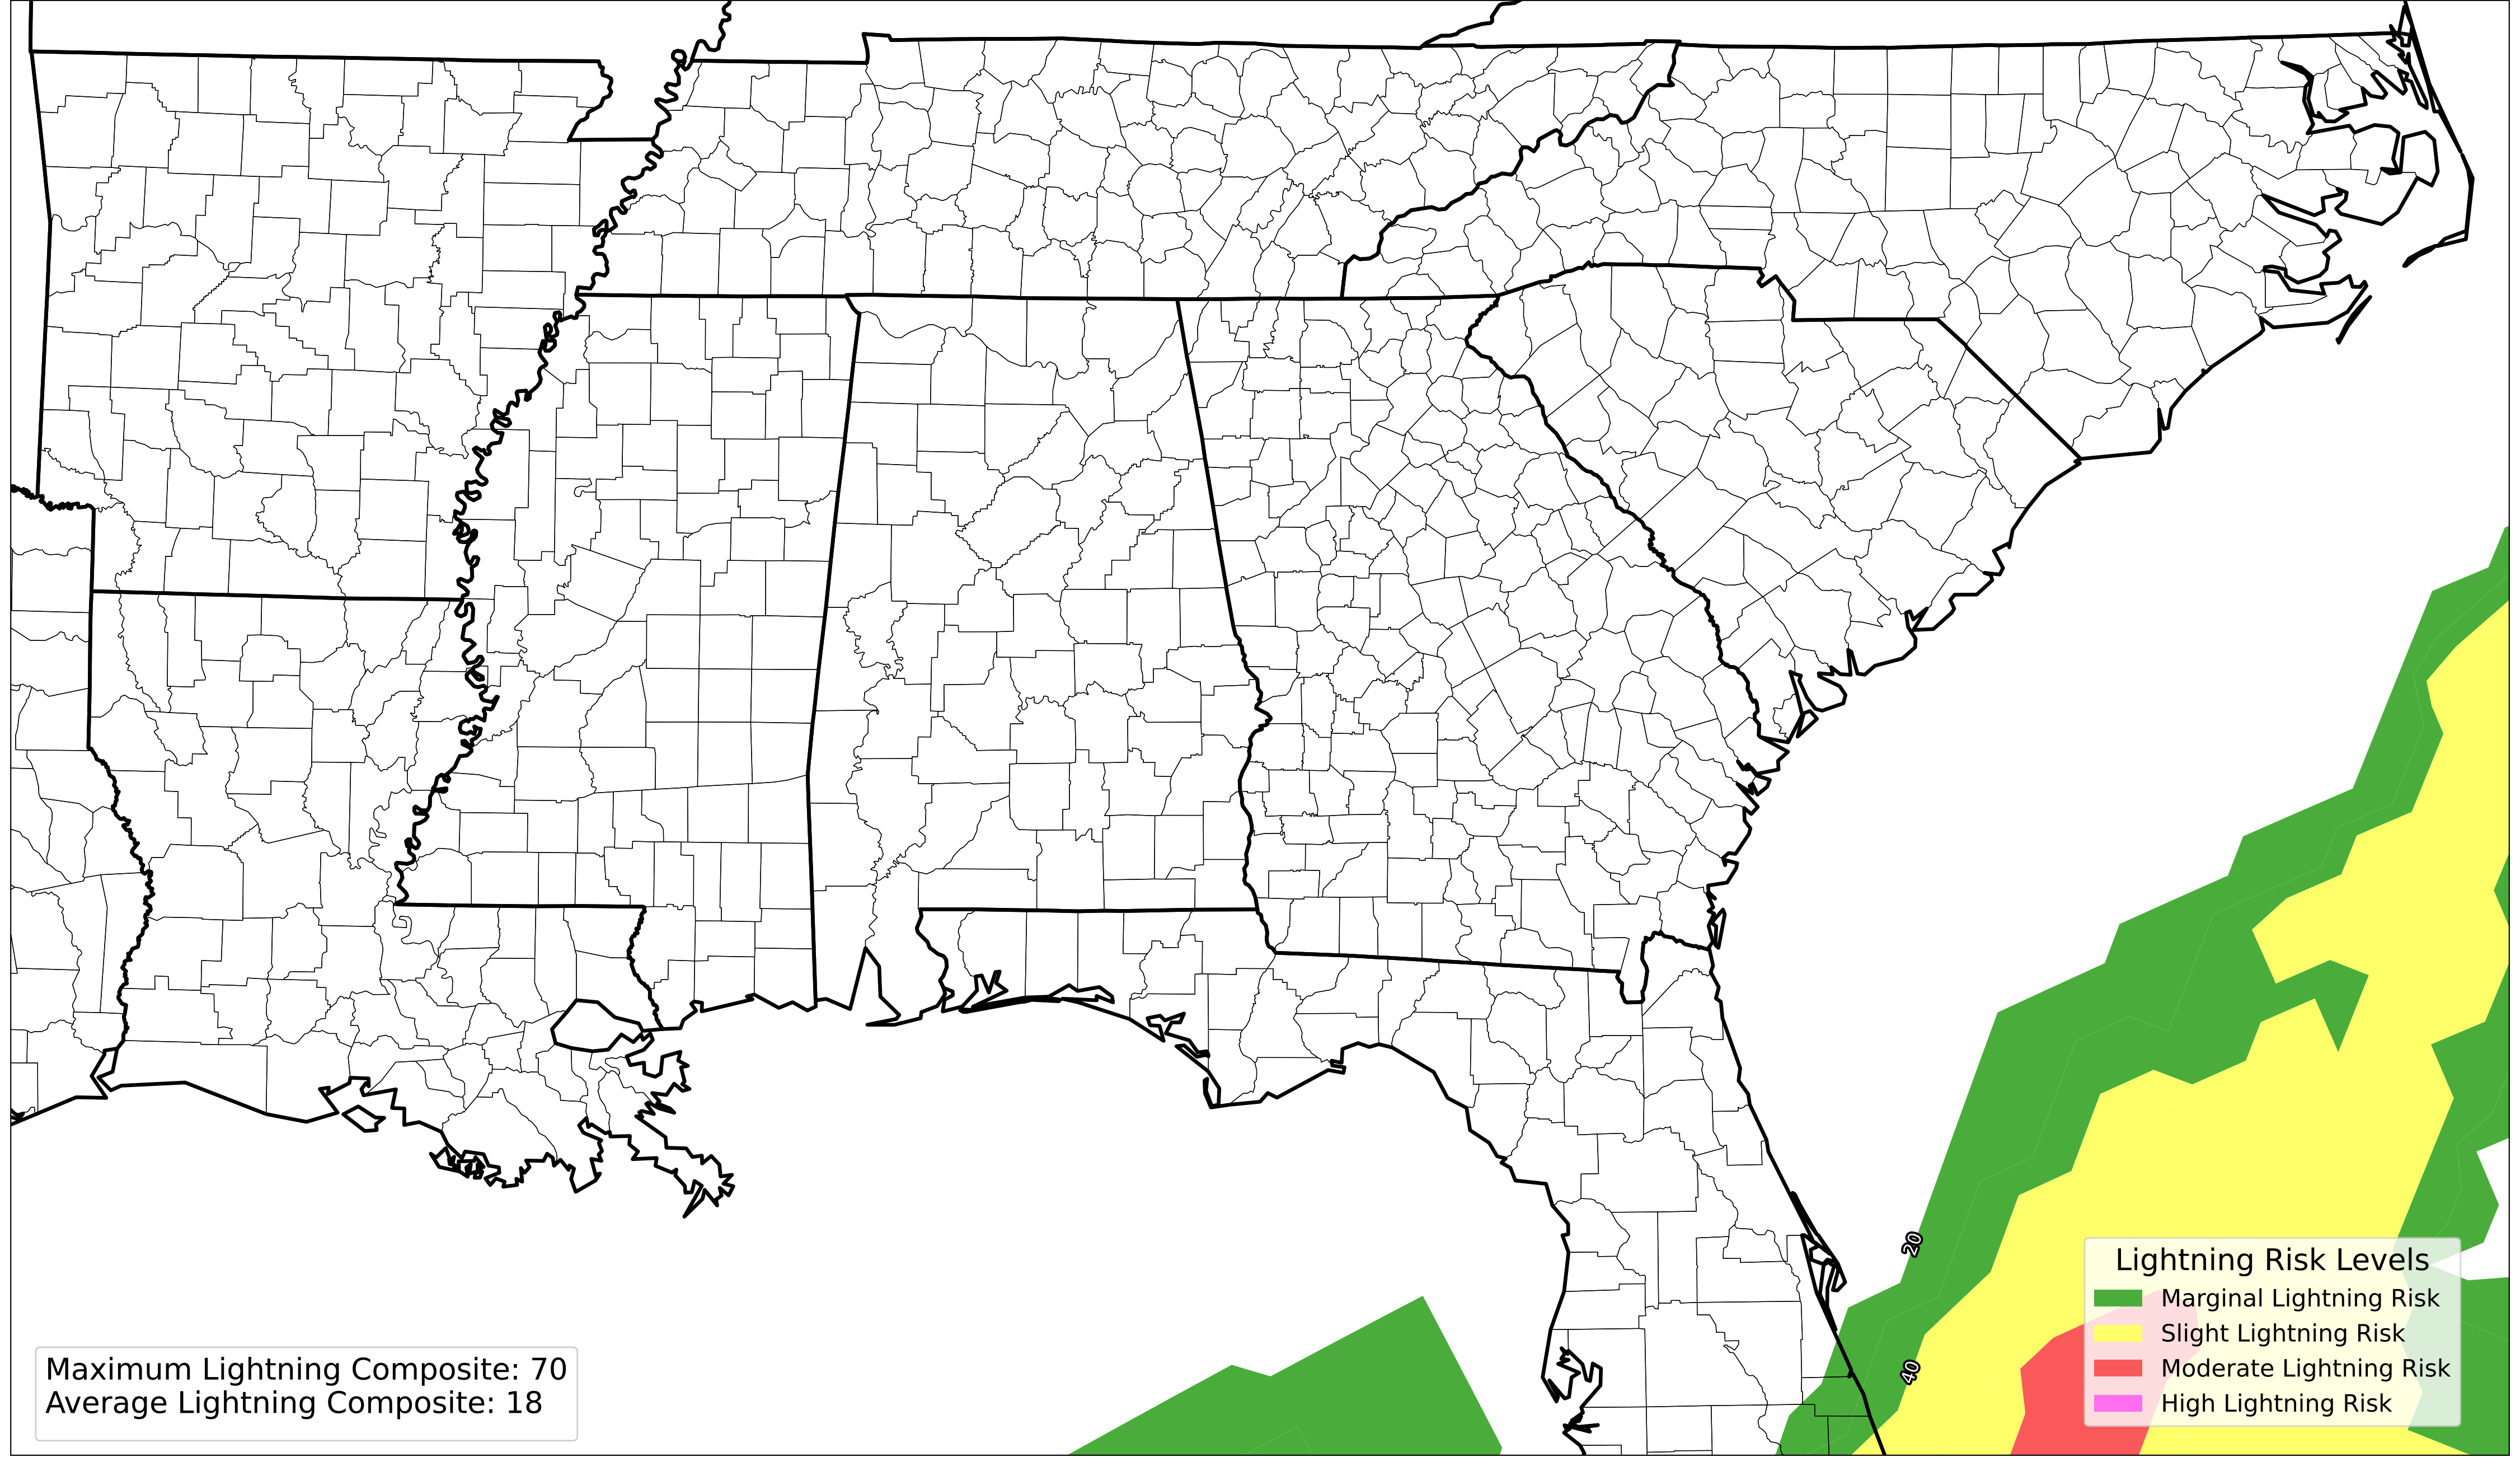 20
40
Lightning Risk Levels
Marginal Lightning Risk
Slight Lightning Risk
Moderate Lightning Risk
High Lightning Risk
Maximum Lightning Composite: 70
Average Lightning Composite: 18